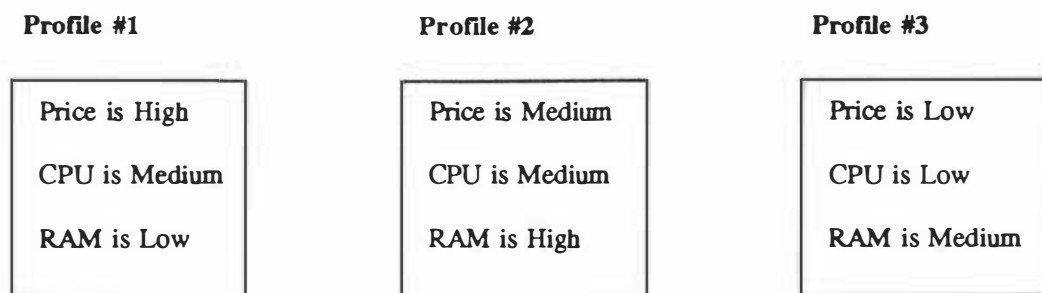 Profile #1
Price is High
CPU is Medium
RAM is Low
Profile #2
Price is Medium
CPU is Medium
RAM is High
Profile #3
Price is Low
CPU is Low
RAM is Medium